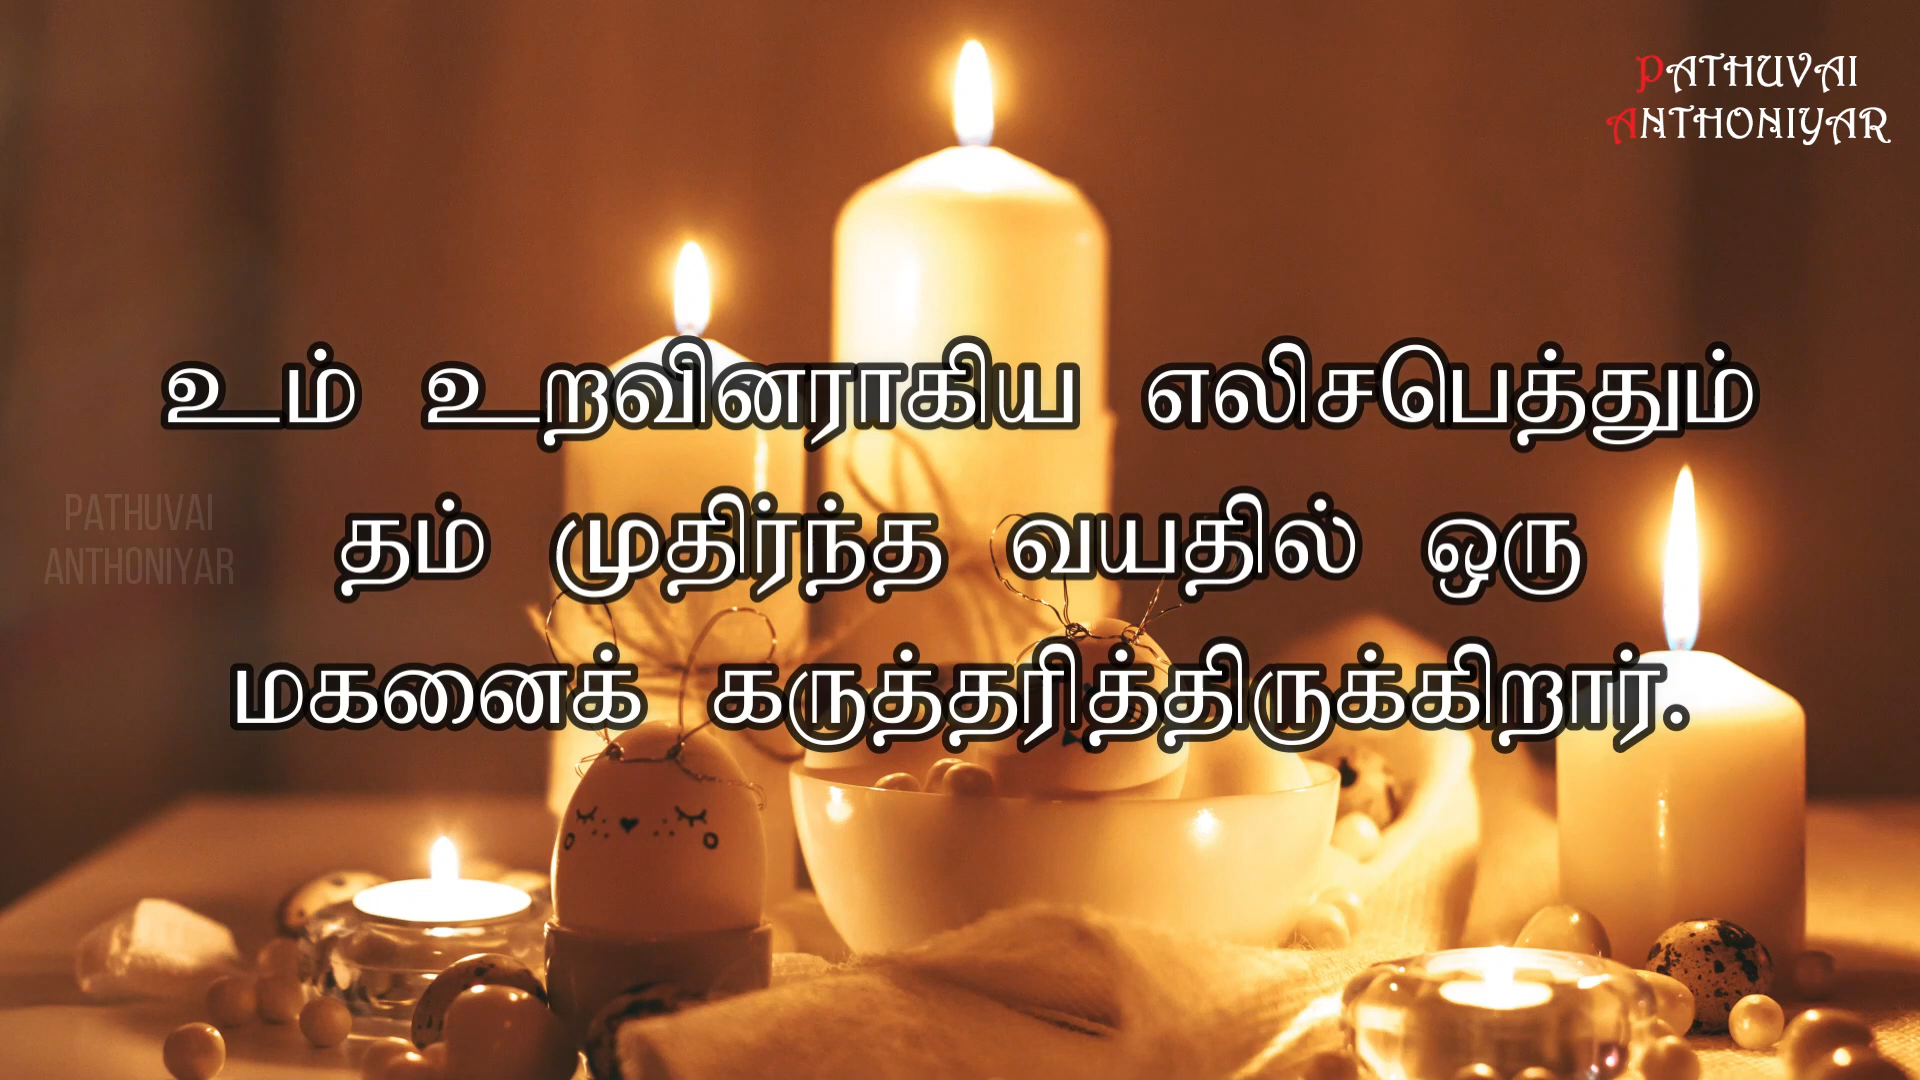 PATHUVAI
ANTHONIYAR
உம் உறவினராகிய எலிசபெத்தும்
தம் முதிர்ந்த வயதில் ஒரு
மகனைக் கருத்தரித்திருக்கிறார்.
PATHUVAI
ANTHONIYAR